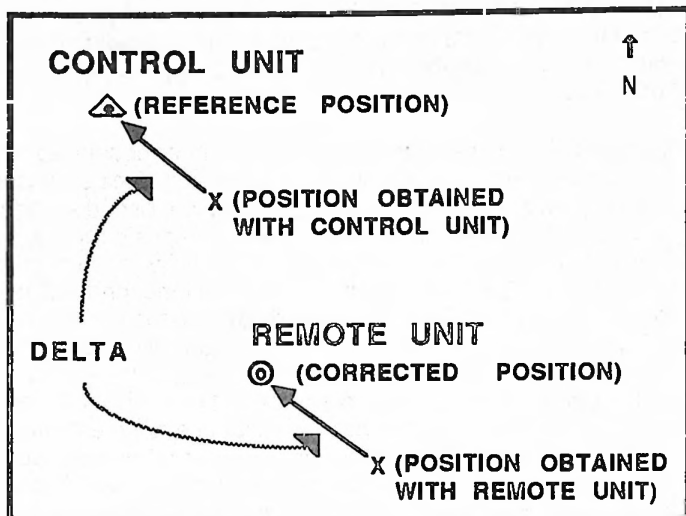 CONTROL UNIT
N
(REFERENCE POSITION)
X (POSITION OBTAINED
WITH CONTROL UNIT)
REMOTE UNIT
DELTA
(CORRECTED POSITION)
X (POSITION OBTAINED
WITH REMOTE UNIT)